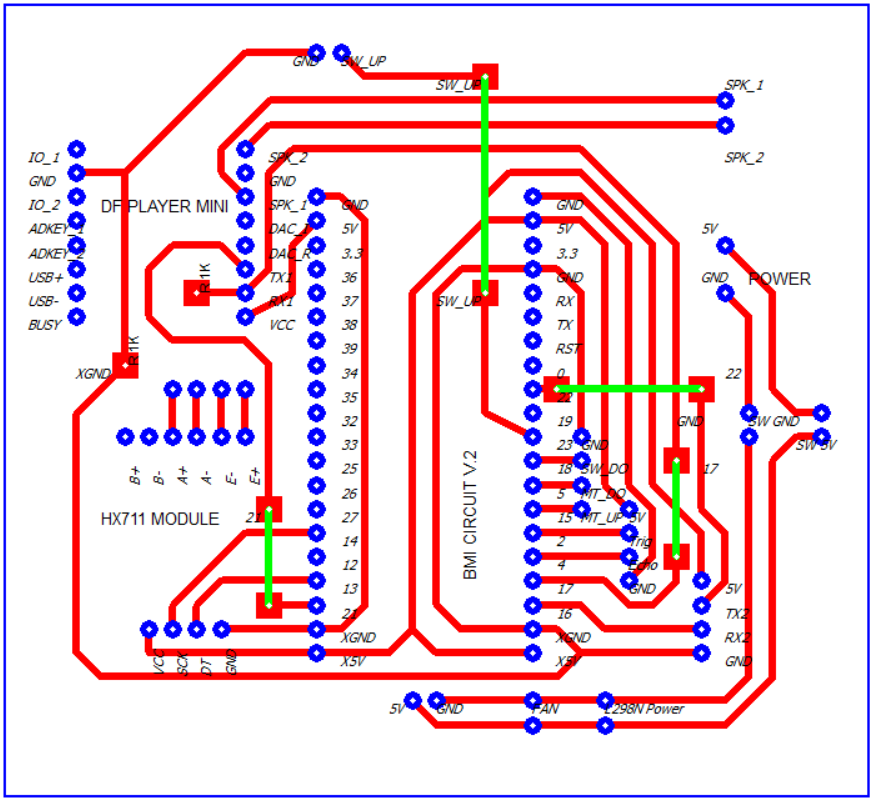 GND
SW_UP
SW_UP
SPK_1
IO_1
SPK_2
SPK_2
GND
GND
IO_2
DF PLAYER MINI
SPK_1
GND
GND
ADKEY_1
DAC_I
5V
5V
5V
ADKEY_2
DAC_R
3.3
3.3
USB+
TX1
36
GND
GND
POWER
R1K
USB-
RX1
37
SW_UP
RX
BUSY
VCC
38
TX
39
RST
R1K
XGND
34
0
22
35
22
32
19
GND
SW GND
33
23
GND
SW 5V
B+
B-
A+
A-
E-
E+
25
18
SW_DO
17
26
5
MT_DO
HX711 MODULE
21
27
15
MT_UP
5V
BMI CIRCUIT V.2
14
2
Trig
12
4
Echo
13
17
GND
5V
21
16
TX2
XGND
XGND
RX2
VCC
SCK
DT
GND
X5V
X5V
GND
5V
GND
FAN
L298N Power